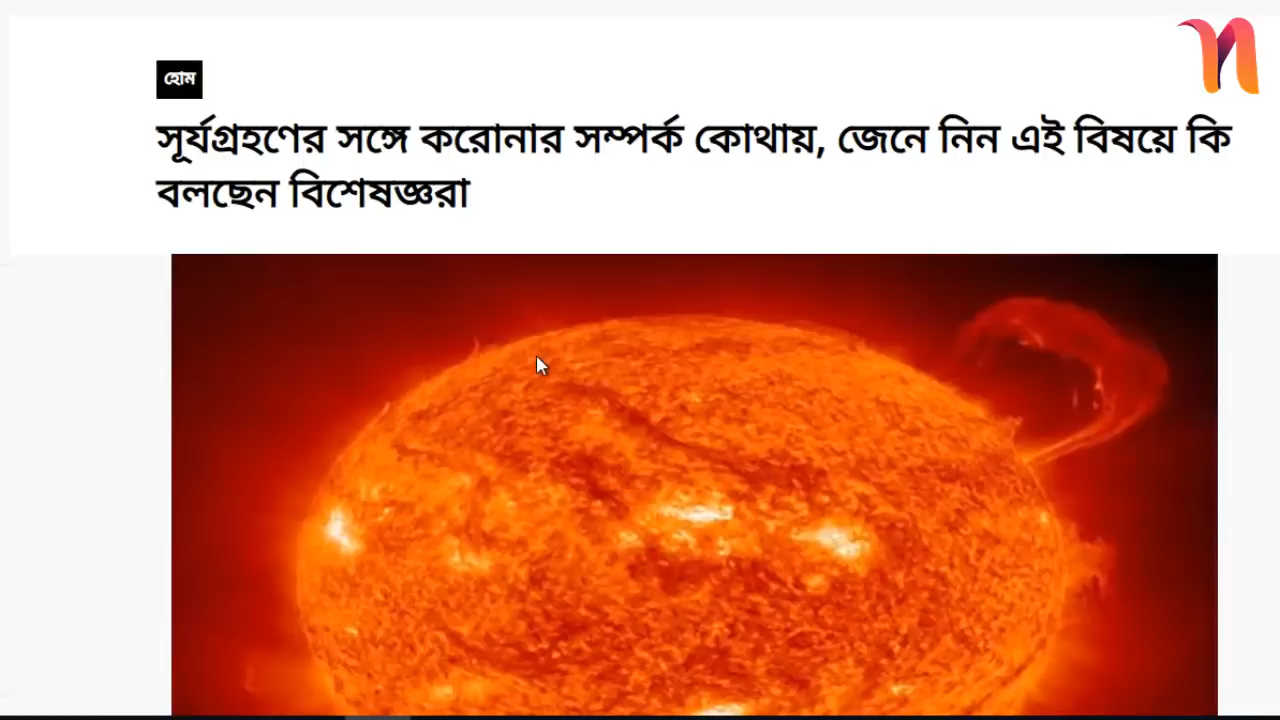 হোম
সূর্যগ্রহণের সঙ্গে করোনার সম্পর্ক কোথায়, জেনে নিন এই বিষয়ে কি
বলছেন বিশেষজ্ঞরা